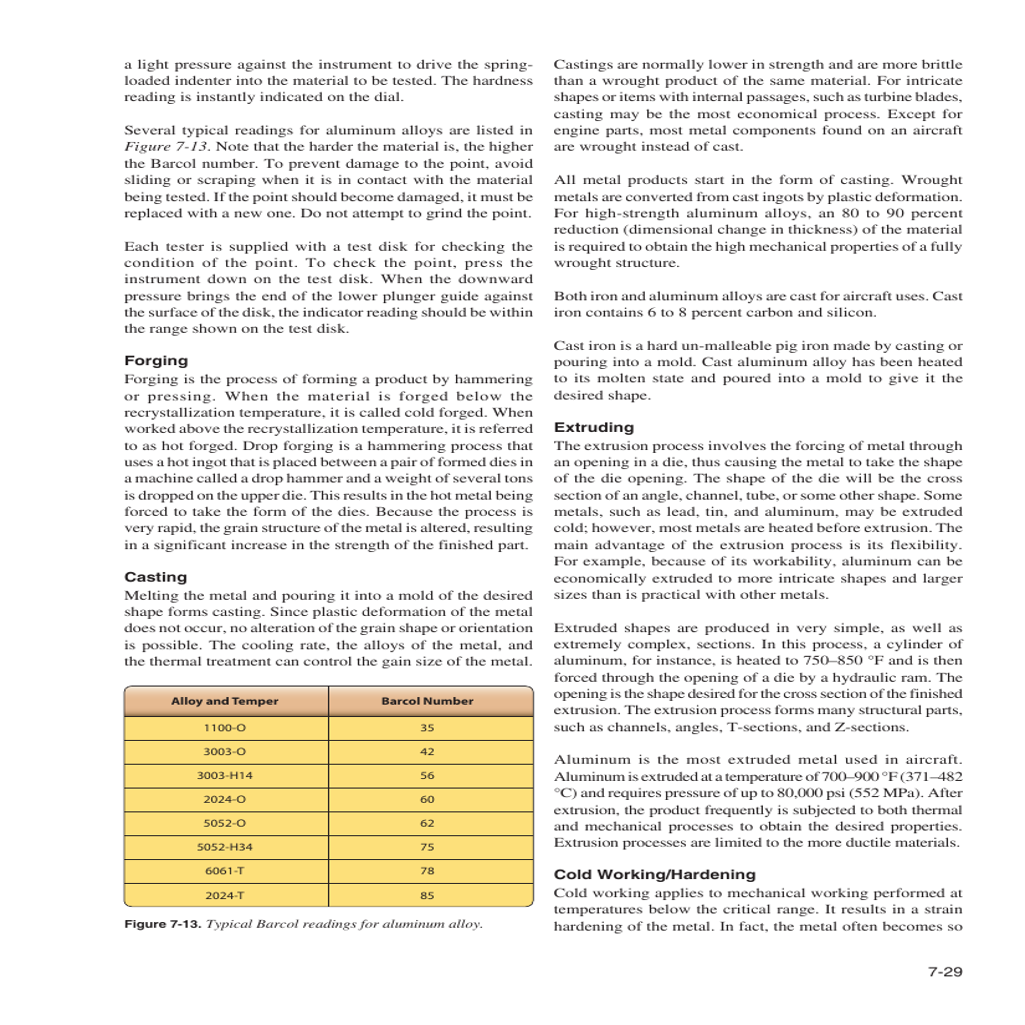 a light pressure against the instrument to drive the spring-
loaded indenter into the material to be tested. The hardness
reading is instantly indicated on the dial.
Several typical readings for aluminum alloys are listed in
Figure 7-13. Note that the harder the material is, the higher
the Barcol number. To prevent damage to the point, avoid
sliding or scraping when it is in contact with the material
being tested. If the point should become damaged, it must be
replaced with a new one. Do not attempt to grind the point.
Each tester is supplied with a test disk for checking the
condition of the point. To check the point, press the
instrument down on the test disk. When the downward
pressure brings the end of the lower plunger guide against
the surface of the disk, the indicator reading should be within
the range shown on the test disk.
Forging
Forging is the process of forming a product by hammering
or pressing. When the material is forged below the
recrystallization temperature, it is called cold forged. When
worked above the recrystallization temperature, it is referred
to as hot forged. Drop forging is a hammering process that
uses a hot ingot that is placed between a pair of formed dies in
a machine called a drop hammer and a weight of several tons
is dropped on the upper die. This results in the hot metal being
forced to take the form of the dies. Because the process is
very rapid, the grain structure of the metal is altered, resulting
in a significant increase in the strength of the finished part.
Casting
Melting the metal and pouring it into a mold of the desired
shape forms casting. Since plastic deformation of the metal
does not occur, no alteration of the grain shape or orientation
is possible. The cooling rate, the alloys of the metal, and
the thermal treatment can control the gain size of the metal.
Alloy and Temper Barcol Number
1100-O 35
3003-O 42
3003-H14 56
2024-O 60
5052-O 62
5052-H34 75
6061-T 78
2024-T 85
Figure 7-13. Typical Barcol readings for aluminum alloy.
Castings are normally lower in strength and are more brittle
than a wrought product of the same material. For intricate
shapes or items with internal passages, such as turbine blades,
casting may be the most economical process. Except for
engine parts, most metal components found on an aircraft
are wrought instead of cast.
All metal products start in the form of casting. Wrought
metals are converted from cast ingots by plastic deformation.
For high-strength aluminum alloys, an 80 to 90 percent
reduction (dimensional change in thickness) of the material
is required to obtain the high mechanical properties of a fully
wrought structure.
Both iron and aluminum alloys are cast for aircraft uses. Cast
iron contains 6 to 8 percent carbon and silicon.
Cast iron is a hard un-malleable pig iron made by casting or
pouring into a mold. Cast aluminum alloy has been heated
to its molten state and poured into a mold to give it the
desired shape.
Extruding
The extrusion process involves the forcing of metal through
an opening in a die, thus causing the metal to take the shape
of the die opening. The shape of the die will be the cross
section of an angle, channel, tube, or some other shape. Some
metals, such as lead, tin, and aluminum, may be extruded
cold; however, most metals are heated before extrusion. The
main advantage of the extrusion process is its flexibility.
For example, because of its workability, aluminum can be
economically extruded to more intricate shapes and larger
sizes than is practical with other metals.
Extruded shapes are produced in very simple, as well as
extremely complex, sections. In this process, a cylinder of
aluminum, for instance, is heated to 750–850 °F and is then
forced through the opening of a die by a hydraulic ram. The
opening is the shape desired for the cross section of the finished
extrusion. The extrusion process forms many structural parts,
such as channels, angles, T-sections, and Z-sections.
Aluminum is the most extruded metal used in aircraft.
Aluminum is extruded at a temperature of 700–900 °F (371–482
°C) and requires pressure of up to 80,000 psi (552 MPa). After
extrusion, the product frequently is subjected to both thermal
and mechanical processes to obtain the desired properties.
Extrusion processes are limited to the more ductile materials.
Cold Working/Hardening
Cold working applies to mechanical working performed at
temperatures below the critical range. It results in a strain
hardening of the metal. In fact, the metal often becomes so
7-29